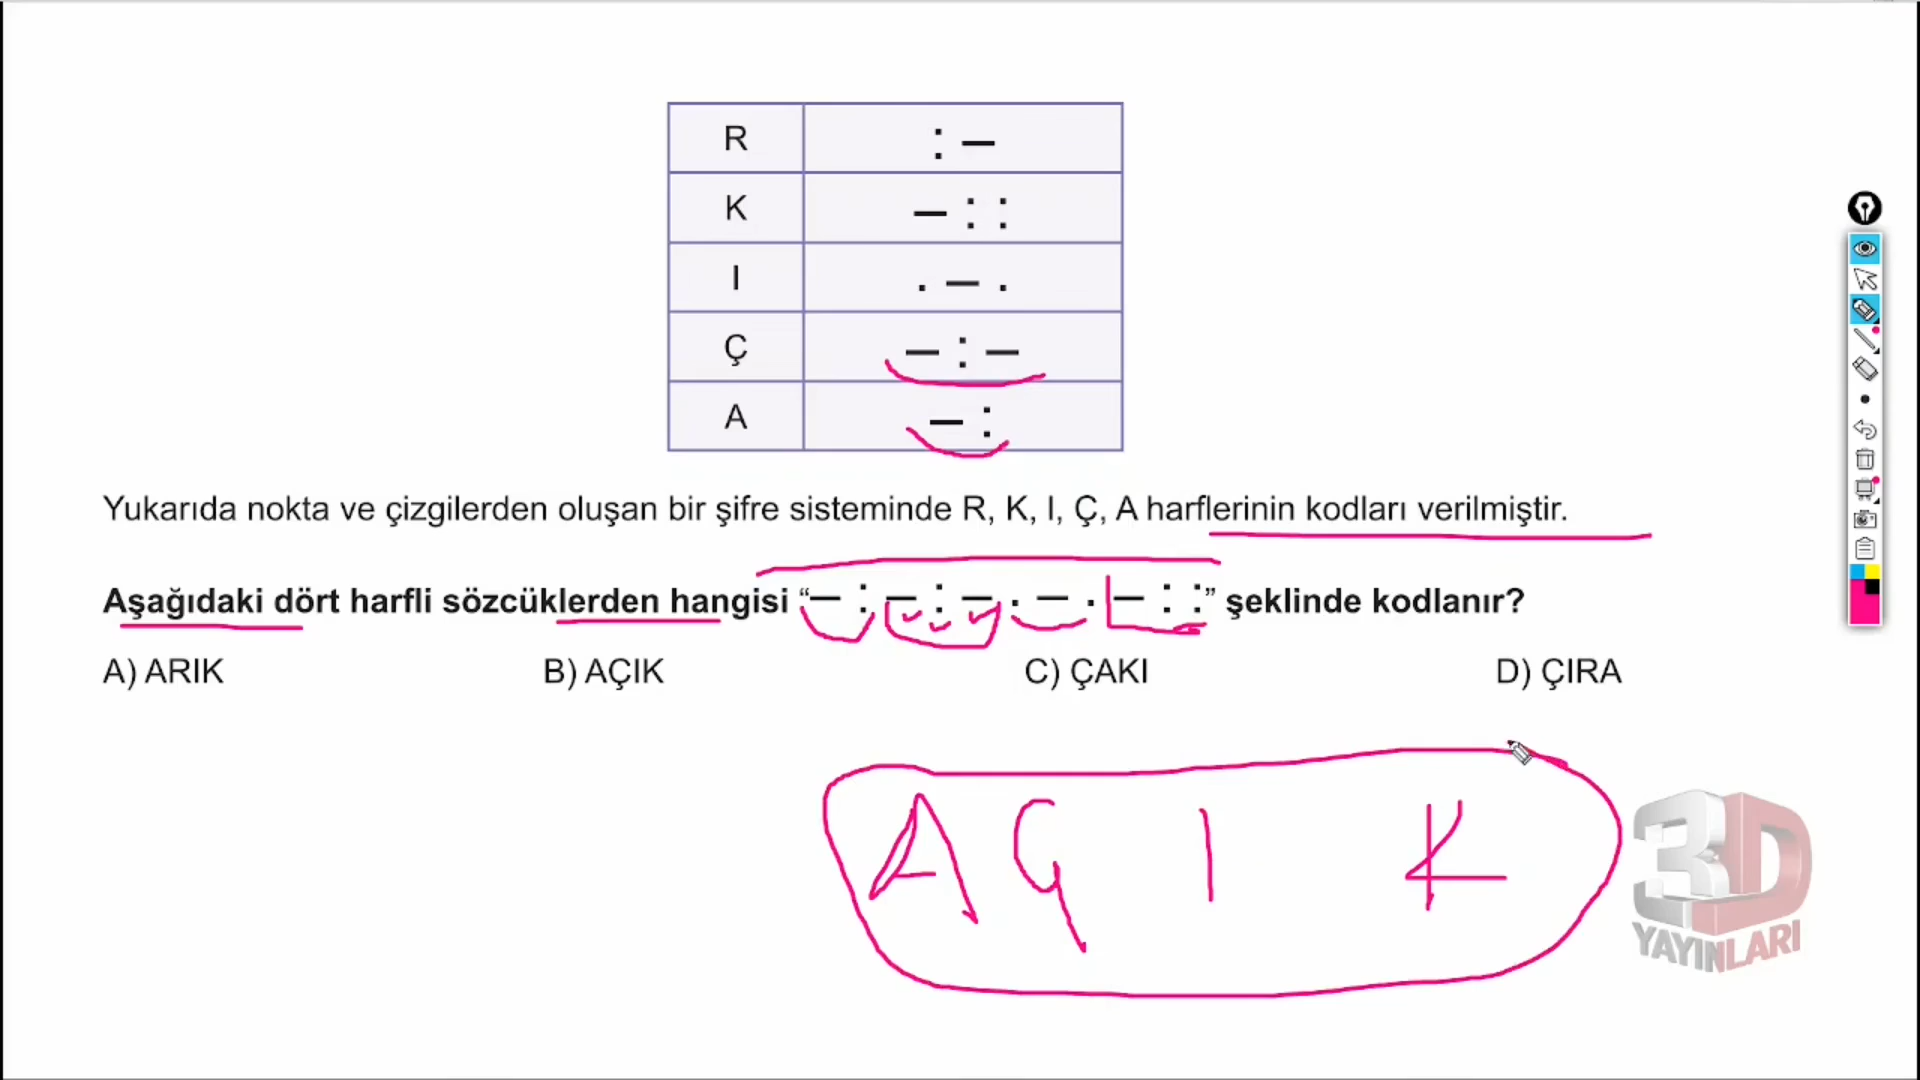 R : –
K – : :
I . – .
Ç – : –
A – :
Yukarıda nokta ve çizgilerden oluşan bir şifre sisteminde R, K, I, Ç, A harflerinin kodları verilmiştir.
Aşağıdaki dört harfli sözcüklerden hangisi “– : – : – . – . – : :” şeklinde kodlanır?
A) ARIK B) AÇIK C) ÇAKI D) ÇIRA
A Ç I K
3D
YAYINLARI